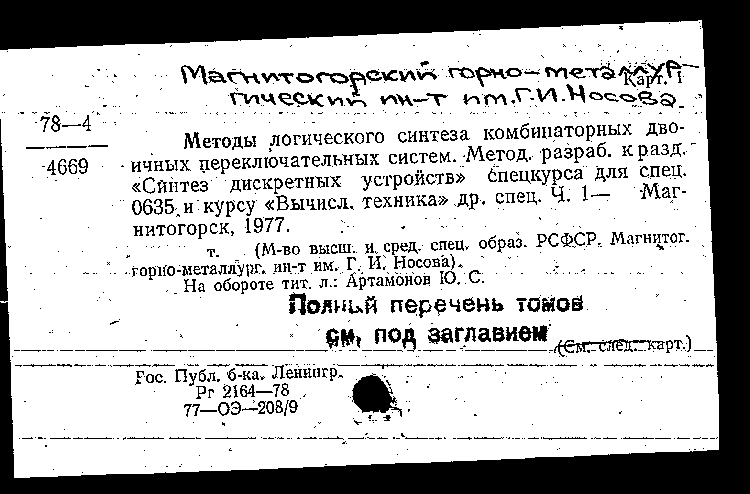 Магнитогорский горно-металлур-
Карт. 1
гический ин-т им. Г.И. Носова.
78—4
4669
Методы логического синтеза комбинаторных дво-
ичных переключательных систем. Метод. разраб. к разд.
«Синтез дискретных устройств» спецкурса для спец.
0635 и курсу «Вычисл. техника» др. спец. Ч. 1— Маг-
нитогорск, 1977.
т. (М-во высш. и сред. спец. образ. РСФСР. Магнитог.
горно-металлург. ин-т им. Г. И. Носова).
На обороте тит. л.: Артамонов Ю. С.
Полный перечень томов
см. под заглавием
(См. след. карт.)
Гос. Публ. б-ка. Ленингр.
Рг 2164—78
77—ОЭ—208/9